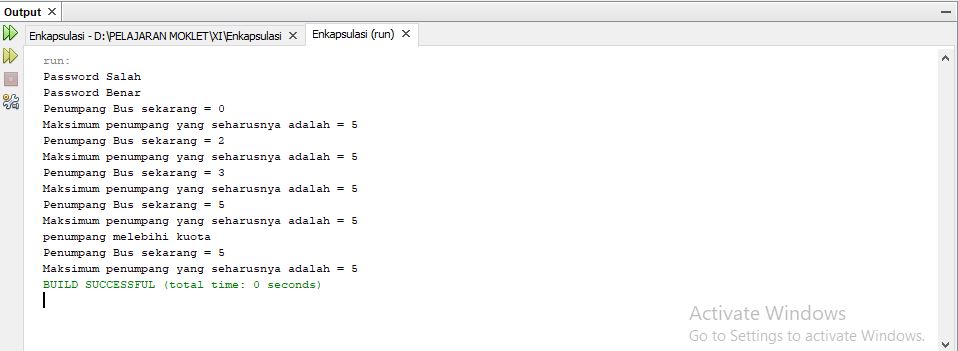 Output
Enkapsulasi - D:\PELAJARAN MOKLET\XI\Enkapsulasi
Enkapsulasi (run)
run:
Password Salah
Password Benar
Penumpang Bus sekarang = 0
Maksimum penumpang yang seharusnya adalah = 5
Penumpang Bus sekarang = 2
Maksimum penumpang yang seharusnya adalah = 5
Penumpang Bus sekarang = 3
Maksimum penumpang yang seharusnya adalah = 5
Penumpang Bus sekarang = 5
Maksimum penumpang yang seharusnya adalah = 5
penumpang melebihi kuota
Penumpang Bus sekarang = 5
Maksimum penumpang yang seharusnya adalah = 5
BUILD SUCCESSFUL (total time: 0 seconds)
Activate Windows
Go to Settings to activate Windows.